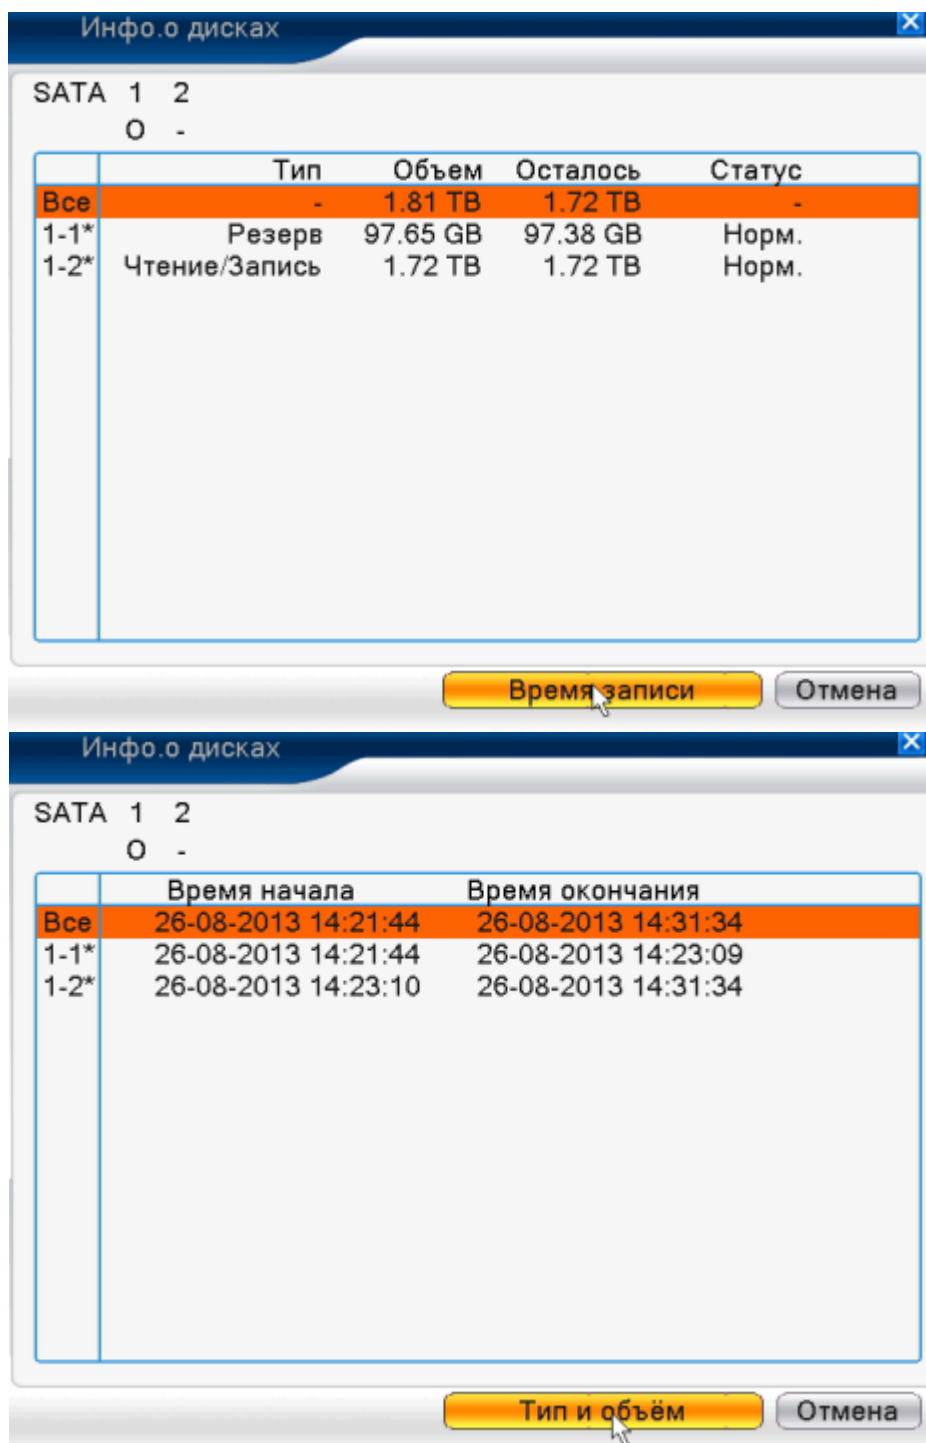 Инфо.о дисках
SATA 1 2
O -
Тип Объем Осталось Статус
Все - 1.81 TB 1.72 TB -
1-1* Резерв 97.65 GB 97.38 GB Норм.
1-2* Чтение/Запись 1.72 TB 1.72 TB Норм.
Время записи Отмена
Инфо.о дисках
SATA 1 2
O -
Время начала Время окончания
Все 26-08-2013 14:21:44 26-08-2013 14:31:34
1-1* 26-08-2013 14:21:44 26-08-2013 14:23:09
1-2* 26-08-2013 14:23:10 26-08-2013 14:31:34
Тип и объём Отмена